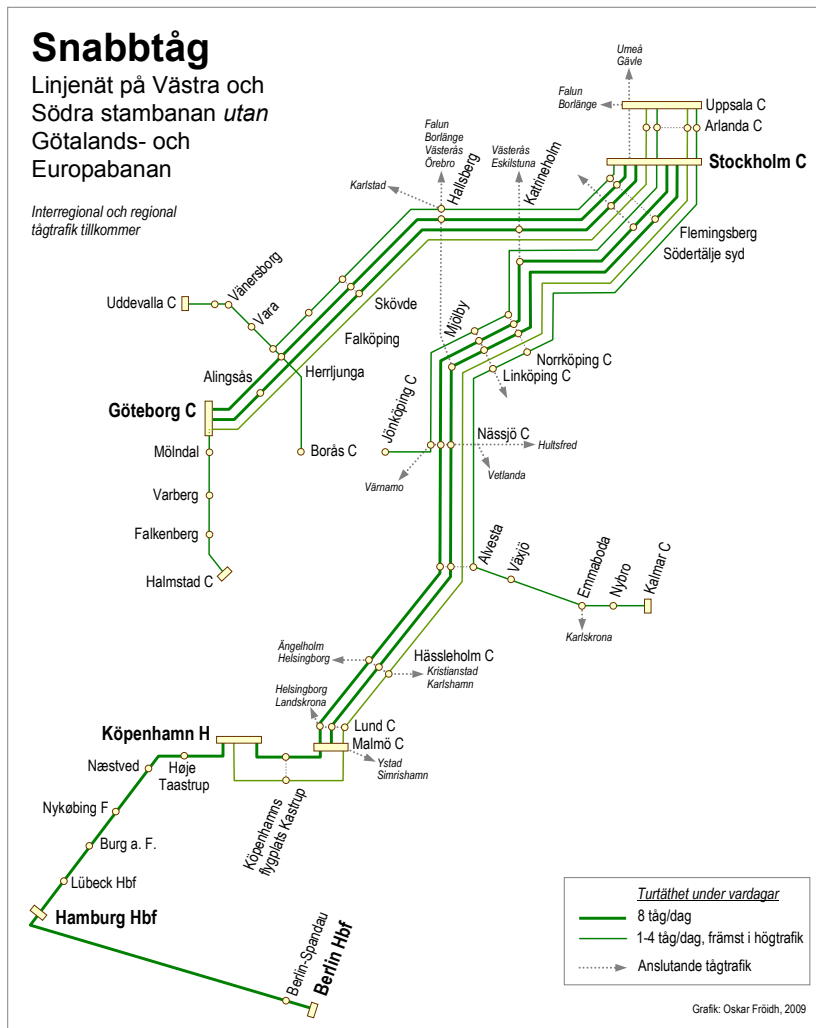 Snabbtåg
Linjenät på Västra och
Södra stambanan utan
Götalands- och
Europabanan
Interregional och regional
tågtrafik tillkommer
Umeå
Gävle
Falun
Borlänge
Uppsala C
Arlanda C
Stockholm C
Falun
Borlänge
Västerås
Örebro
Västerås
Eskilstuna
Karlstad
Hallsberg
Katrineholm
Flemingsberg
Södertälje syd
Uddevalla C
Vänersborg
Vara
Skövde
Falköping
Mjölby
Norrköping C
Linköping C
Alingsås
Herrljunga
Göteborg C
Jönköping C
Mölndal
Borås C
Nässjö C
Hultsfred
Vetlanda
Värnamo
Varberg
Falkenberg
Halmstad C
Alvesta
Växjö
Emmaboda
Nybro
Kalmar C
Karlskrona
Ängelholm
Helsingborg
Hässleholm C
Kristianstad
Karlshamn
Helsingborg
Landskrona
Lund C
Malmö C
Ystad
Simrishamn
Köpenhamn H
Næstved
Høje
Taastrup
Köpenhamns
flygplats Kastrup
Nykøbing F
Burg a. F.
Lübeck Hbf
Hamburg Hbf
Berlin-Spandau
Berlin Hbf
Turtäthet under vardagar
8 tåg/dag
1-4 tåg/dag, främst i högtrafik
Anslutande tågtrafik
Grafik: Oskar Fröidh, 2009